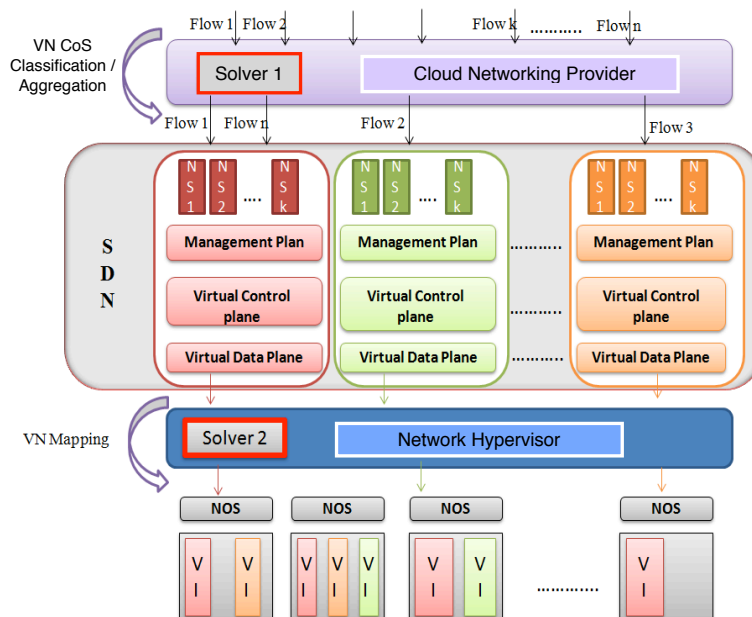 Flow 1 Flow 2 Flow k ............ Flow n
VN CoS
Classification /
Aggregation
Solver 1 Cloud Networking Provider
Flow 1 Flow n Flow 2 Flow 3
N S 1 N S 2 .... N S k N S 1 N S 2 .... N S k N S 1 N S 2 .... N S k
S D N
Management Plan Management Plan ........... Management Plan
Virtual Control plane Virtual Control plane ........... Virtual Control plane
Virtual Data Plane Virtual Data Plane ........... Virtual Data Plane
VN Mapping
Solver 2 Network Hypervisor
NOS NOS NOS NOS
V I V I V I V I V I V I V I ............. V I